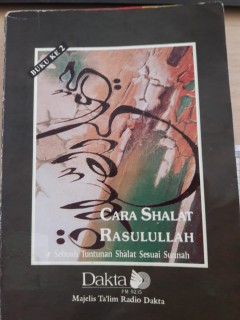 BUKU KE 2
CARA SHALAT
RASULULLAH
Sebuah Tuntunan Shalat Sesuai Sunnah
Dakta
Majelis Ta'lim Radio Dakta